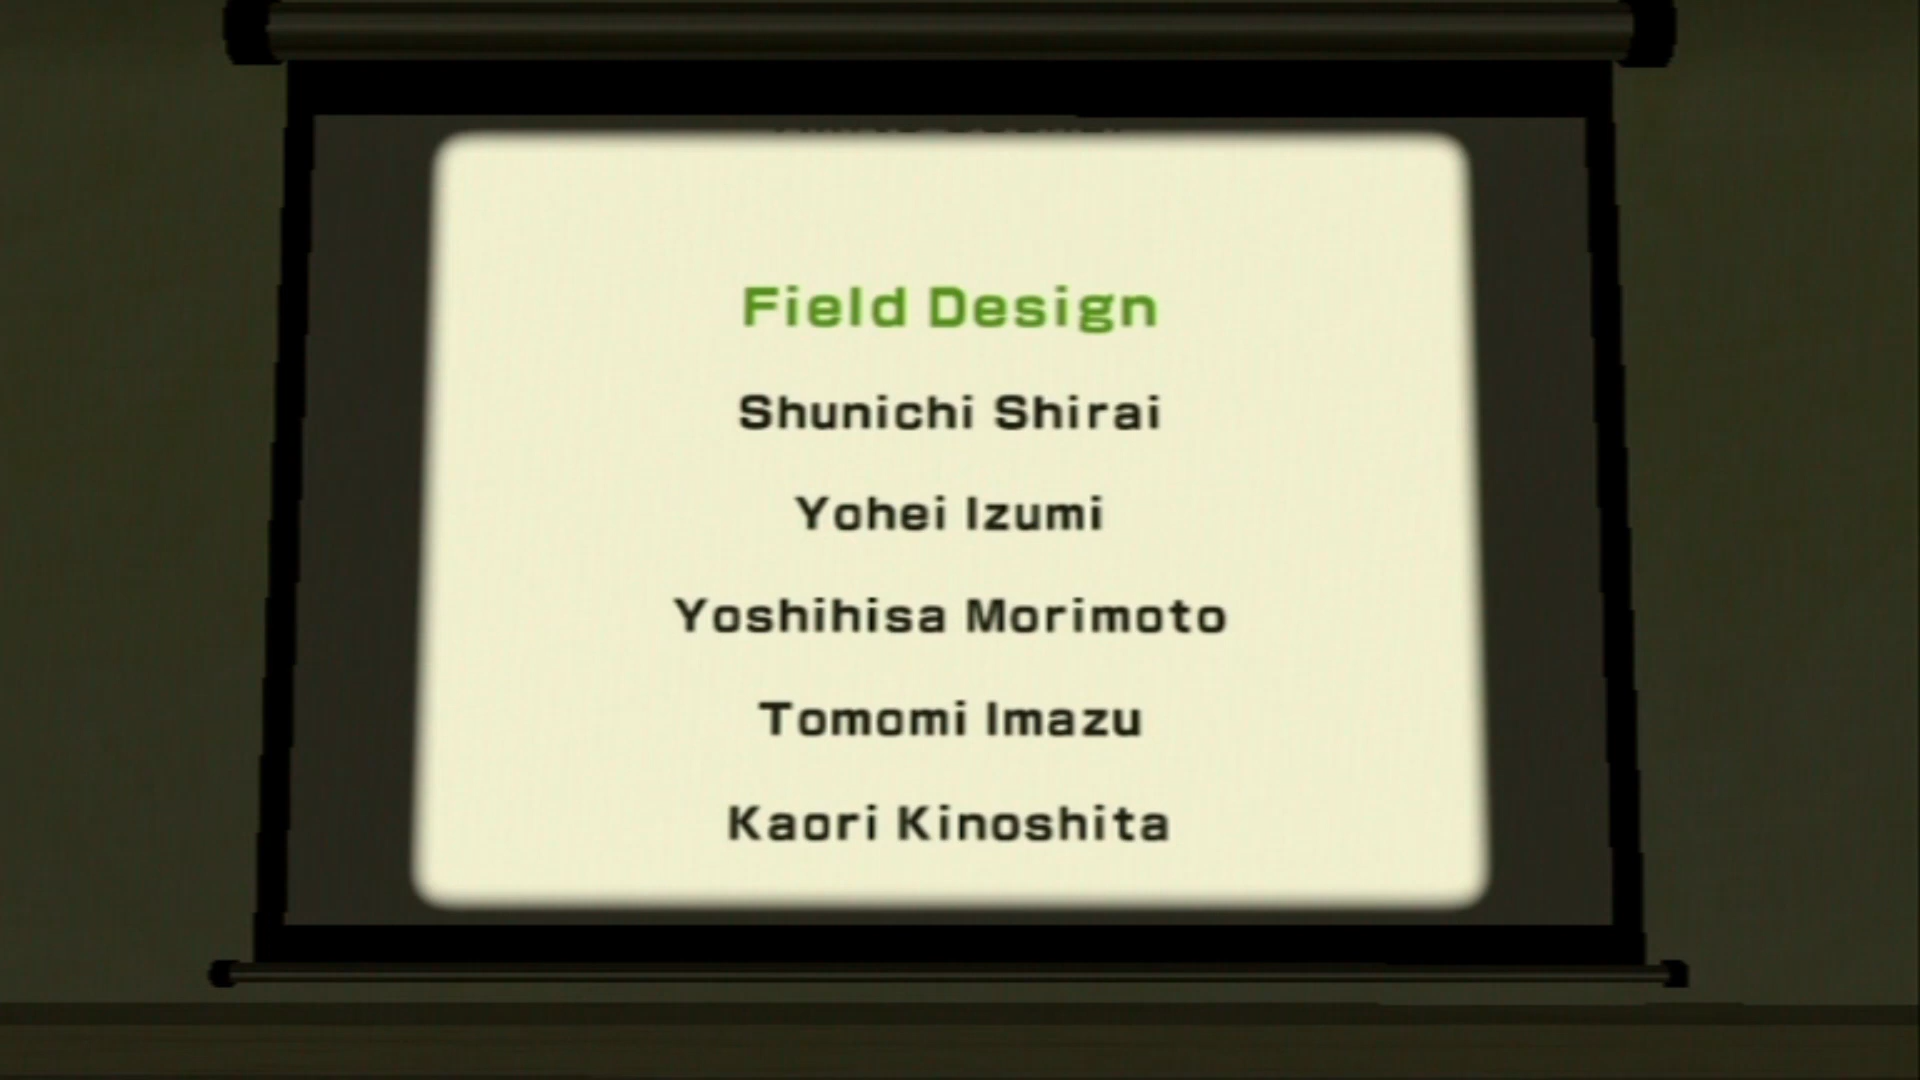 Field Design
Shunichi Shirai
Yohei Izumi
Yoshihisa Morimoto
Tomomi Imazu
Kaori Kinoshita